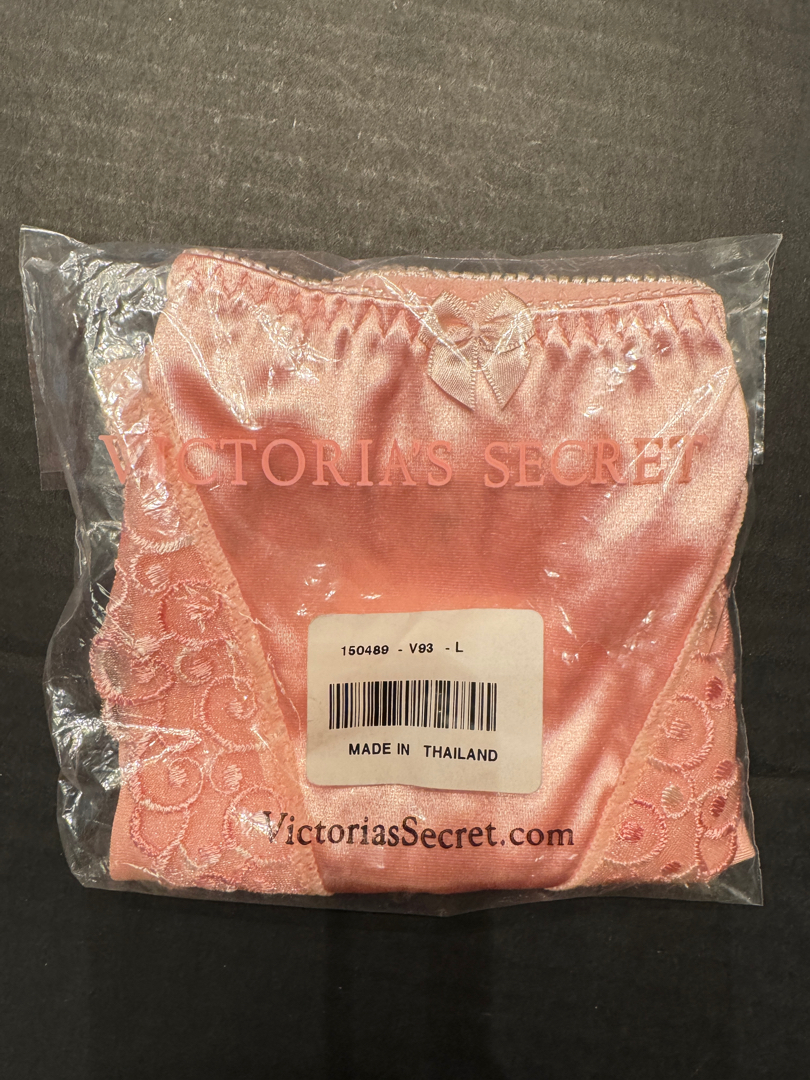 VICTORIA'S SECRET
150489 - V93 - L
MADE IN THAILAND
VictoriasSecret.com